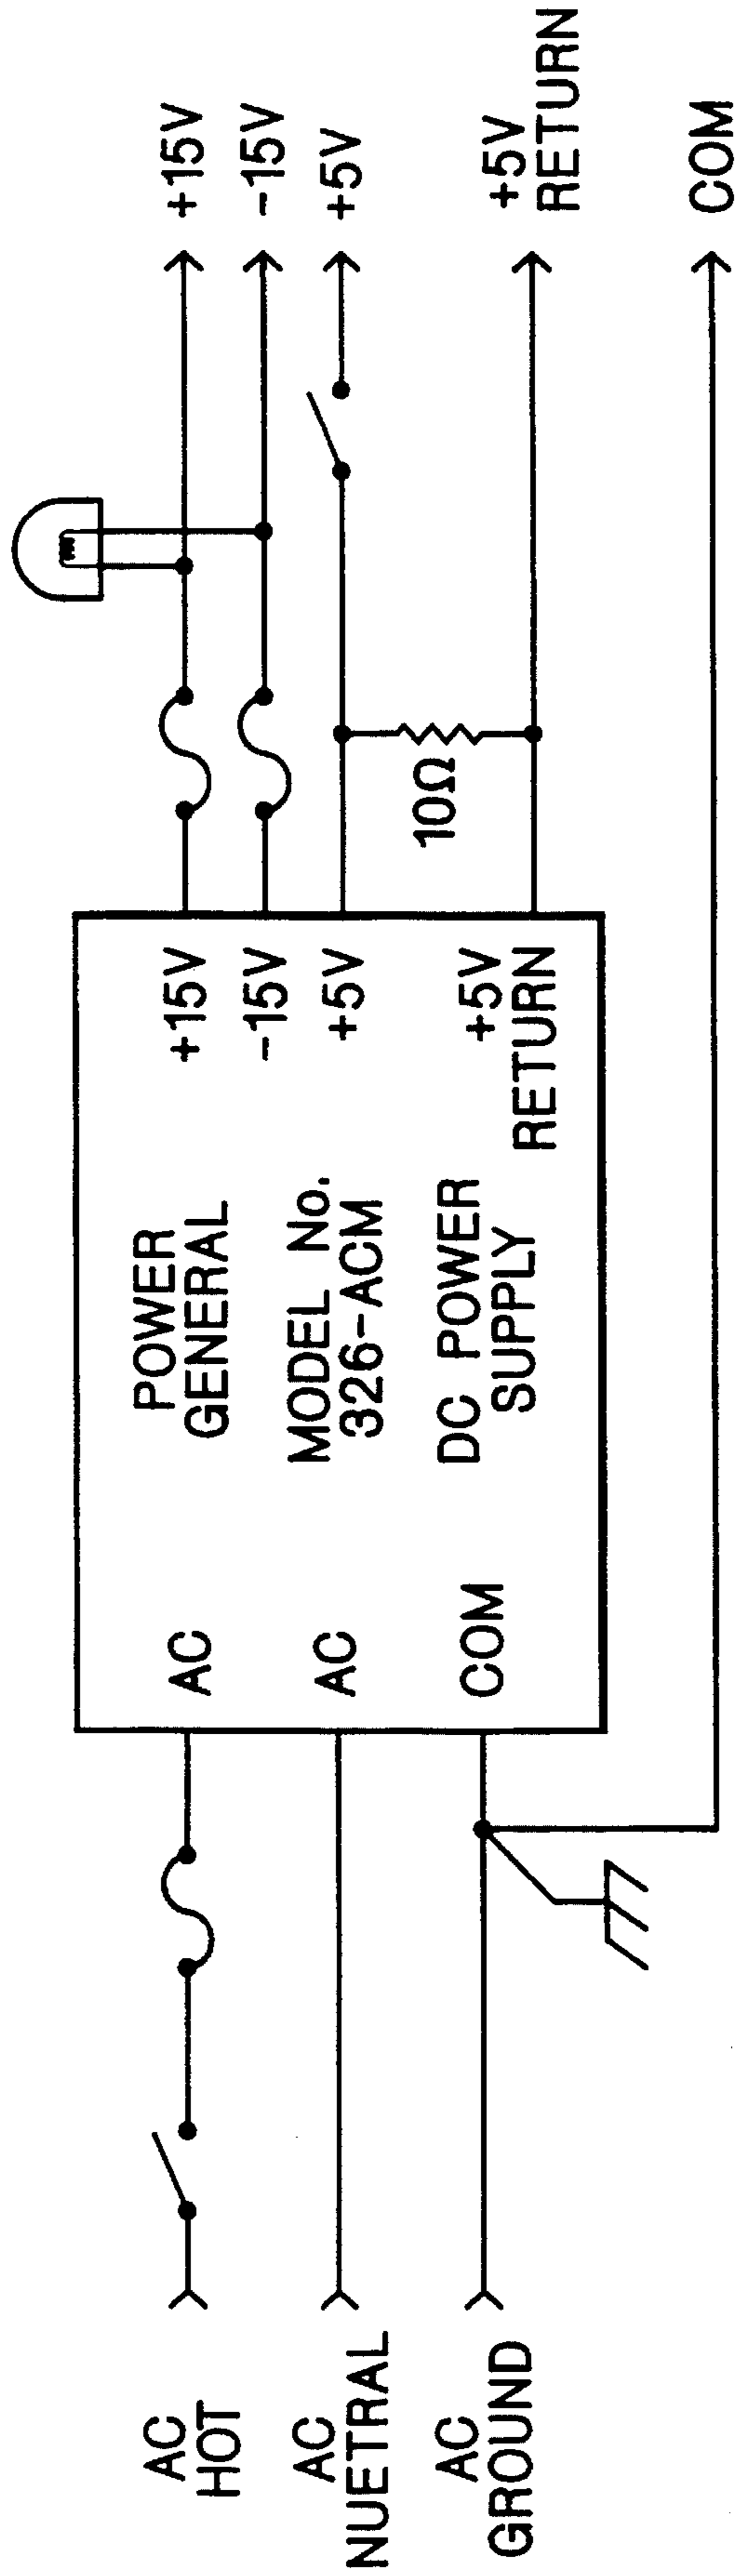 AC
HOT
AC
NUETRAL
AC
GROUND
AC
AC
COM
POWER
GENERAL
MODEL No.
326-ACM
DC POWER
SUPPLY
+15V
-15V
+5V
+5V
RETURN
10Ω
+15V
-15V
+5V
+5V
RETURN
COM